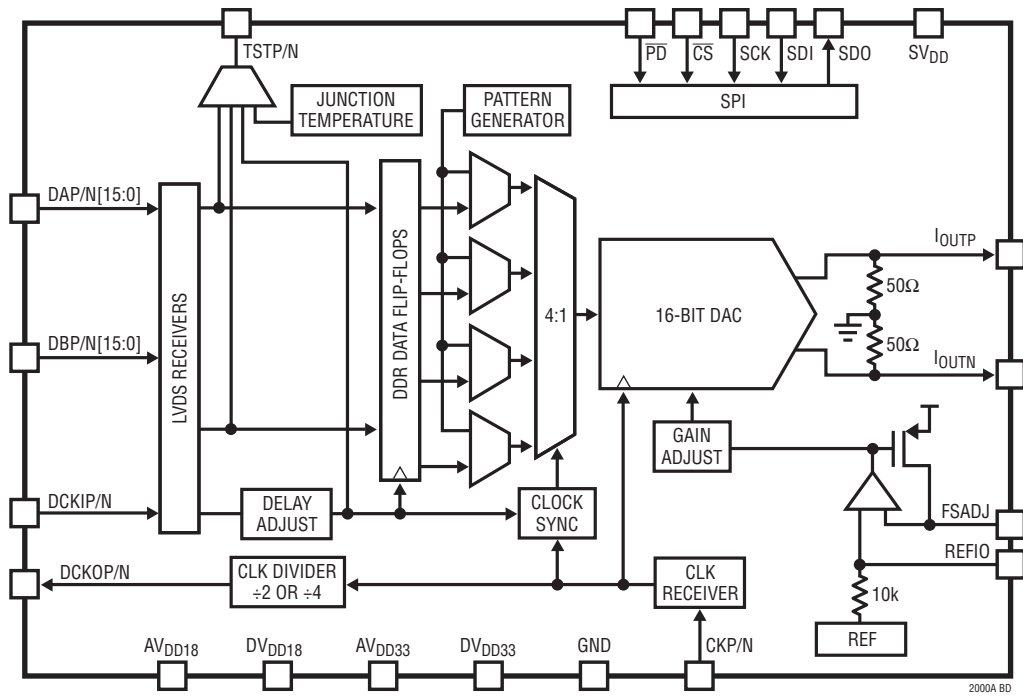 TSTP/N
PD
CS
SCK
SDI
SDO
SVDD
SPI
JUNCTION
TEMPERATURE
PATTERN
GENERATOR
DAP/N[15:0]
DBP/N[15:0]
LVDS RECEIVERS
DDR DATA FLIP-FLOPS
4:1
16-BIT DAC
IOUTP
50Ω
50Ω
IOUTN
GAIN
ADJUST
DCKIP/N
DELAY
ADJUST
CLOCK
SYNC
FSADJ
REFIO
DCKOP/N
CLK DIVIDER
÷2 OR ÷4
CLK
RECEIVER
10k
REF
AVDD18
DVDD18
AVDD33
DVDD33
GND
CKP/N
2000A BD